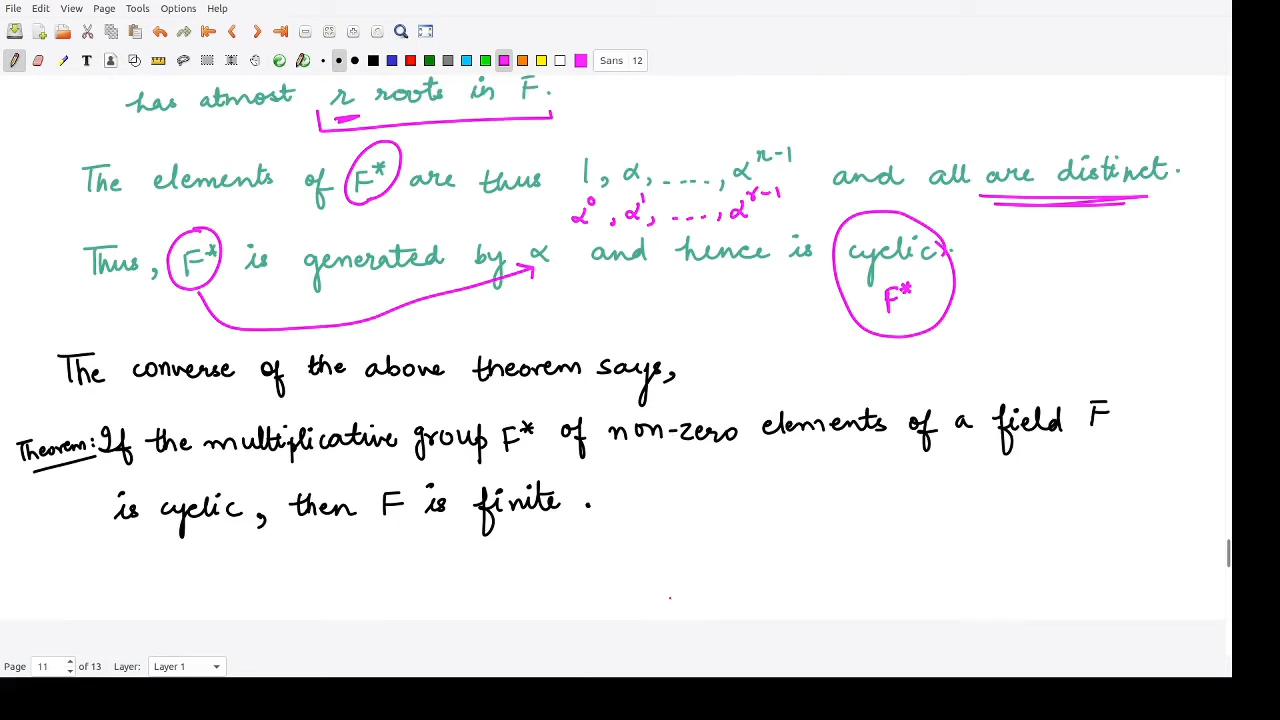 File Edit View Page Tools Options Help
Sans 12
has atmost r roots in F.
The elements of F* are thus 1, α, ....., α^{r-1} and all are distinct.
α^0, α^1, ....., α^{r-1}
Thus, F* is generated by α and hence is cyclic.
F*
The converse of the above theorem says,
Theorem: If the multiplicative group F* of non-zero elements of a field F
is cyclic, then F is finite.
Page 11 of 13 Layer: Layer 1